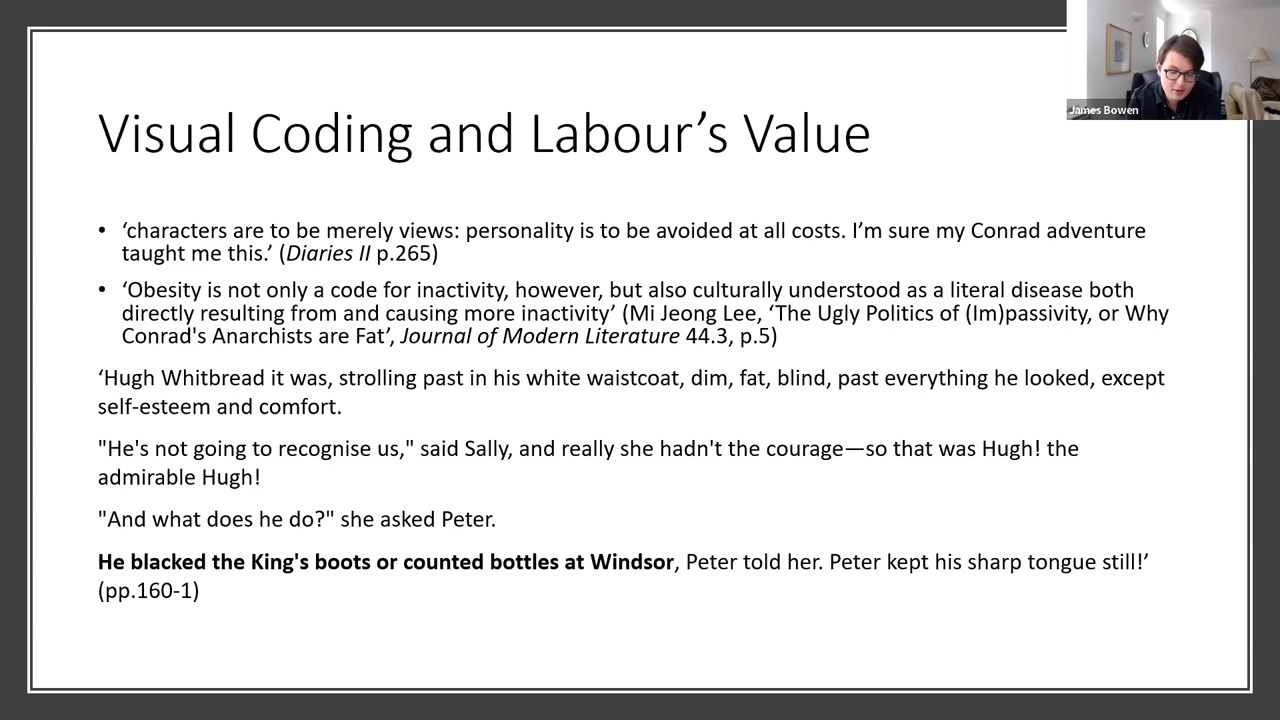 James Bowen
Visual Coding and Labour’s Value
• ‘characters are to be merely views: personality is to be avoided at all costs. I’m sure my Conrad adventure
taught me this.’ (Diaries II p.265)
• ‘Obesity is not only a code for inactivity, however, but also culturally understood as a literal disease both
directly resulting from and causing more inactivity’ (Mi Jeong Lee, ‘The Ugly Politics of (Im)passivity, or Why
Conrad's Anarchists are Fat’, Journal of Modern Literature 44.3, p.5)
‘Hugh Whitbread it was, strolling past in his white waistcoat, dim, fat, blind, past everything he looked, except
self-esteem and comfort.
"He's not going to recognise us," said Sally, and really she hadn't the courage—so that was Hugh! the
admirable Hugh!
"And what does he do?" she asked Peter.
He blacked the King's boots or counted bottles at Windsor, Peter told her. Peter kept his sharp tongue still!’
(pp.160-1)